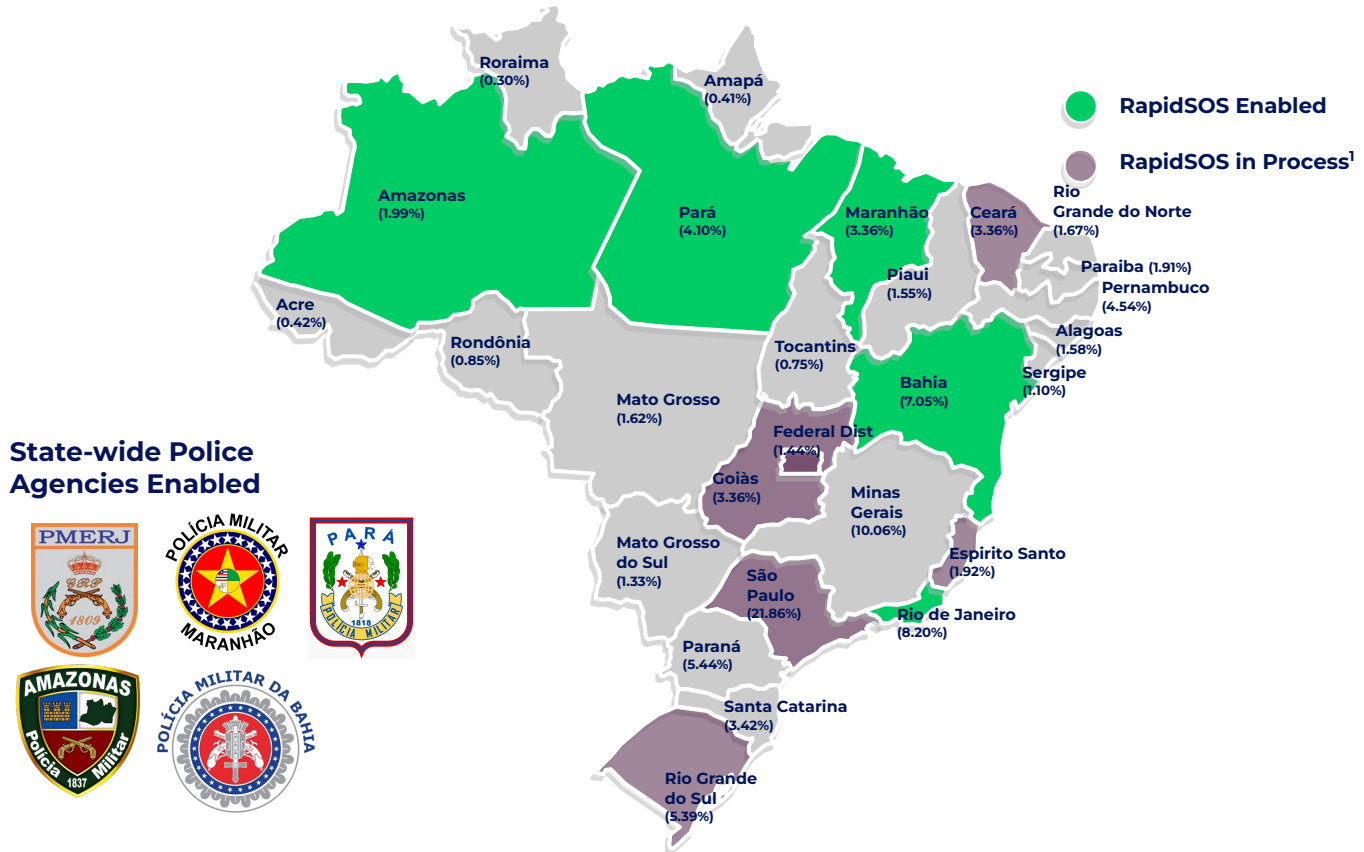 Roraima
(0.30%)
Amapá
(0.41%)
RapidSOS Enabled
RapidSOS in Process¹
Amazonas
(1.99%)
Pará
(4.10%)
Maranhão
(3.36%)
Ceará
(3.36%)
Rio
Grande do Norte
(1.67%)
Piaui
(1.55%)
Paraiba (1.91%)
Pernambuco
(4.54%)
Acre
(0.42%)
Rondônia
(0.85%)
Tocantins
(0.75%)
Alagoas
(1.58%)
Sergipe
(1.10%)
Bahia
(7.05%)
Mato Grosso
(1.62%)
Federal Dist
(1.44%)
Goiàs
(3.36%)
Minas
Gerais
(10.06%)
Mato Grosso
do Sul
(1.33%)
São
Paulo
(21.86%)
Espirito Santo
(1.92%)
Rio de Janeiro
(8.20%)
Paraná
(5.44%)
Santa Catarina
(3.42%)
Rio Grande
do Sul
(5.39%)
State-wide Police
Agencies Enabled
PMERJ
GRP
1809
POLÍCIA MILITAR
MARANHÃO
PARÁ
1818
POLÍCIA MILITAR
AMAZONAS
Polícia Militar
1837
POLÍCIA MILITAR DA BAHIA